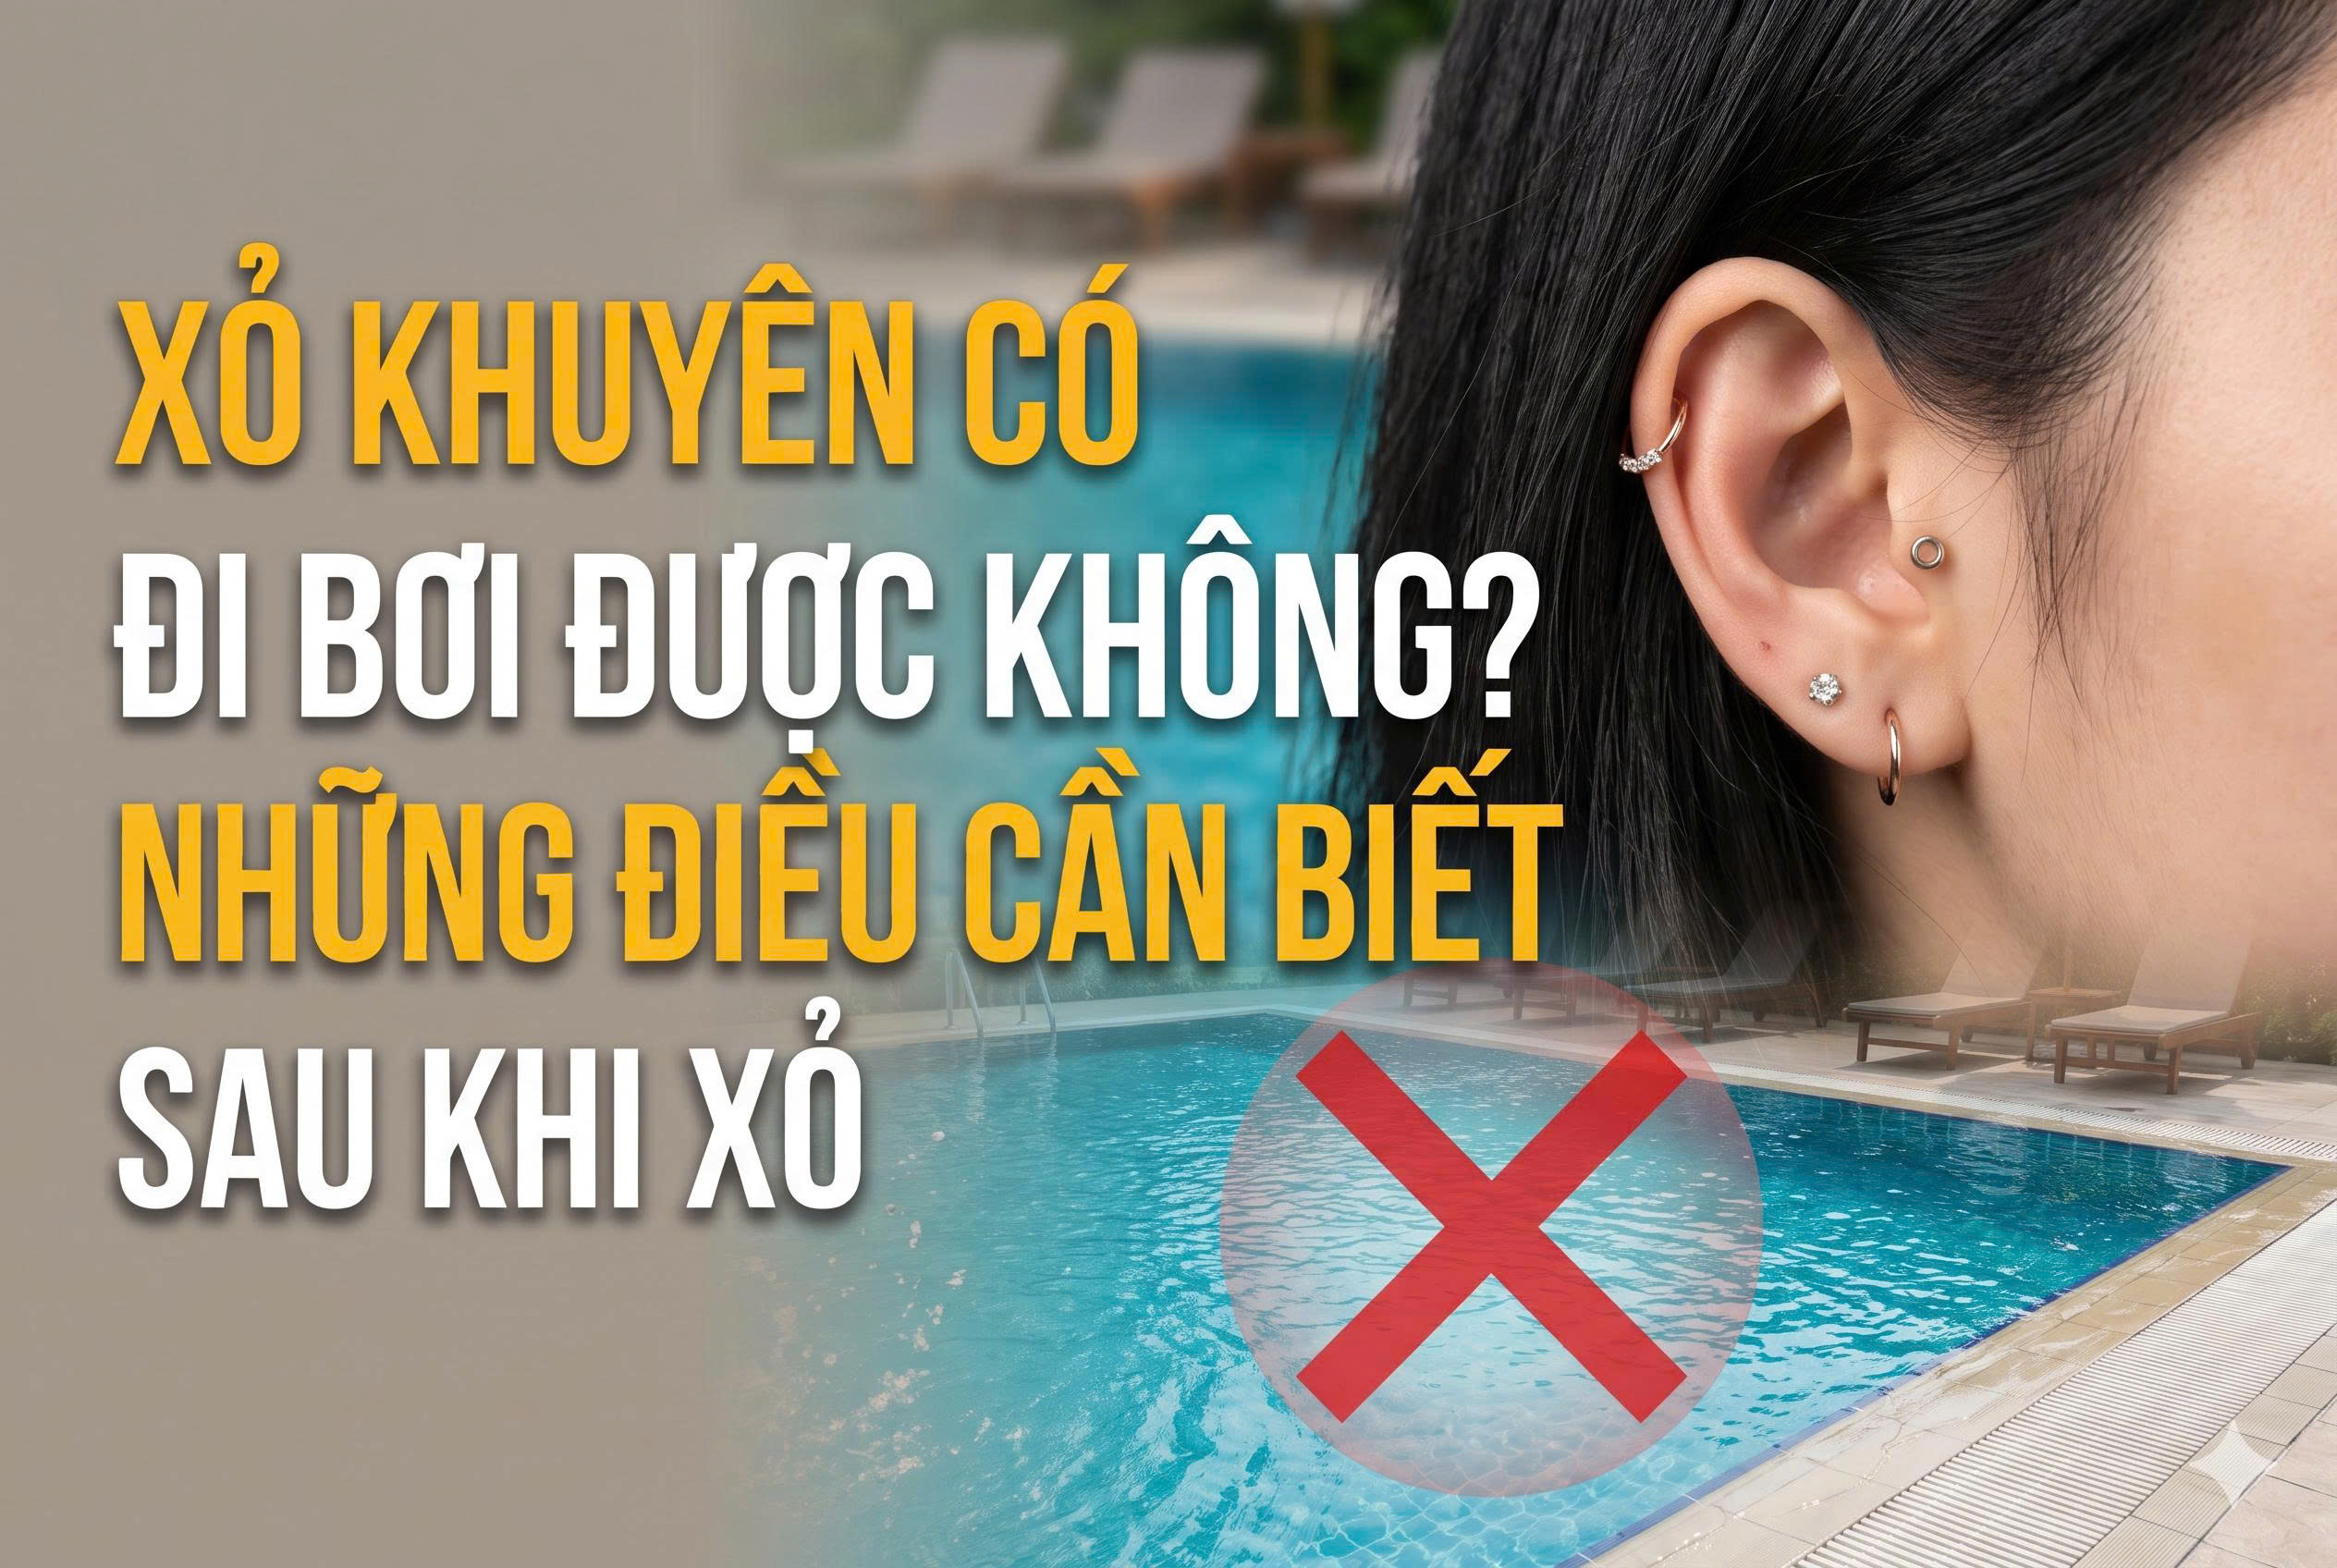 XỎ KHUYÊN CÓ
ĐI BƠI ĐƯỢC KHÔNG?
NHỮNG ĐIỀU CẦN BIẾT
SAU KHI XỎ